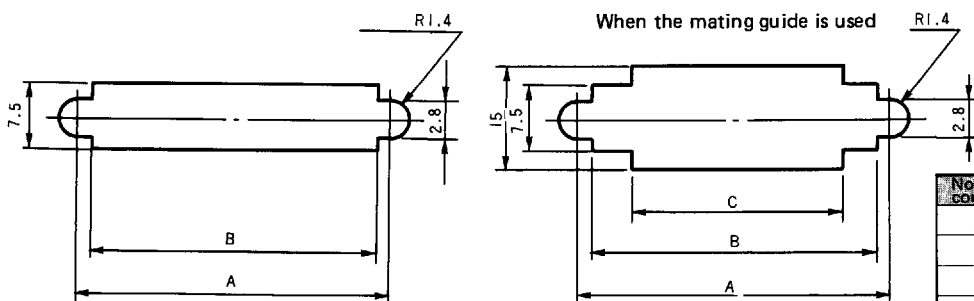 When the mating guide is used
R1.4
7.5
2.8
B
A
R1.4
15
7.5
2.8
C
B
A
No